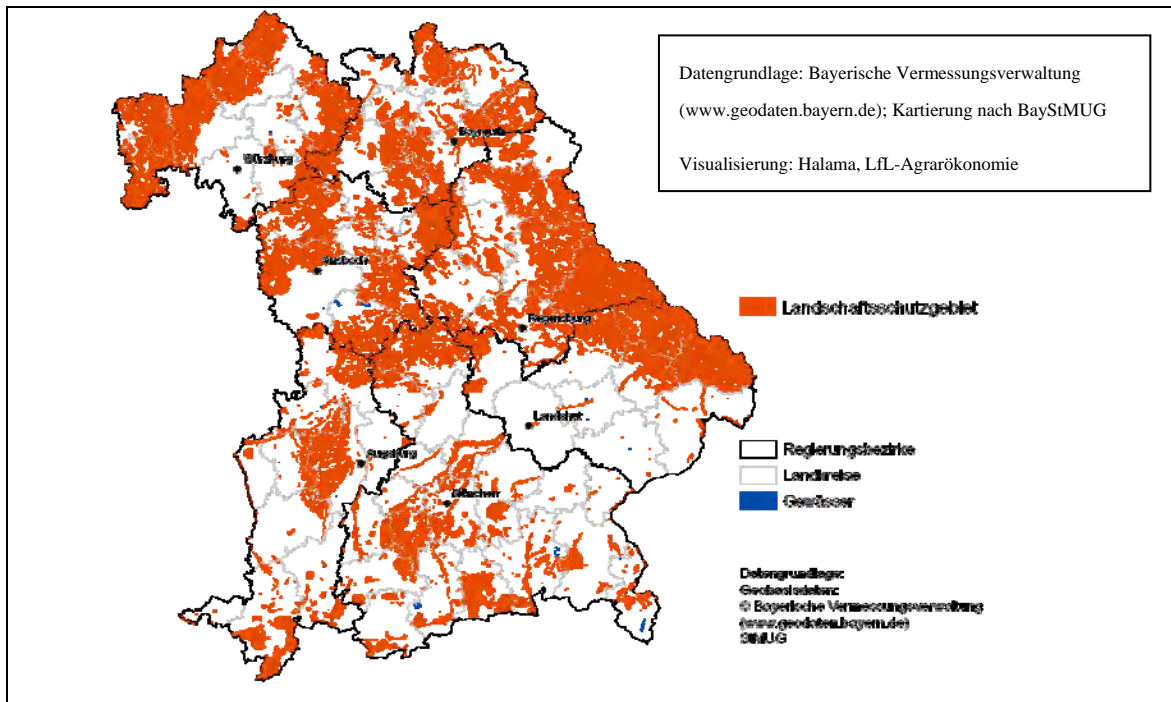 Datengrundlage: Bayerische Vermessungsverwaltung
(www.geodaten.bayern.de); Kartierung nach BayStMUG
Visualisierung: Halama, LfL-Agrarökonomie
Bayreuth
Würzburg
Ansbach
Regensburg
Landschaftsschutzgebiet
Landshut
Augsburg
München
Regierungsbezirke
Landkreise
Gewässer
Datengrundlage:
Geobasisdaten:
© Bayerische Vermessungsverwaltung
(www.geodaten.bayern.de)
StMUG